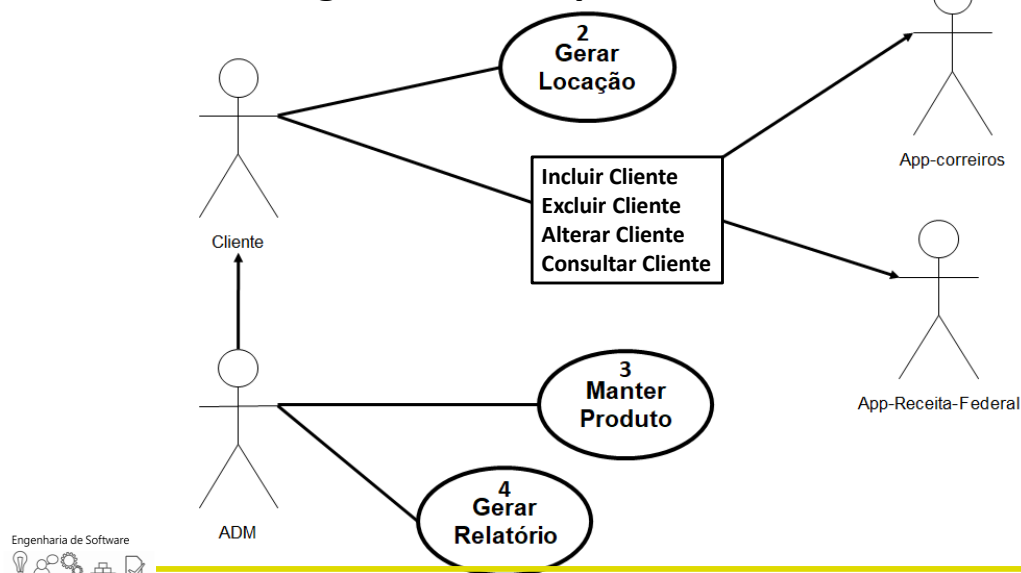 2
Gerar
Locação
App-correiros
Incluir Cliente
Excluir Cliente
Alterar Cliente
Consultar Cliente
Cliente
3
Manter
Produto
App-Receita-Federal
4
Gerar
Relatório
ADM
Engenharia de Software